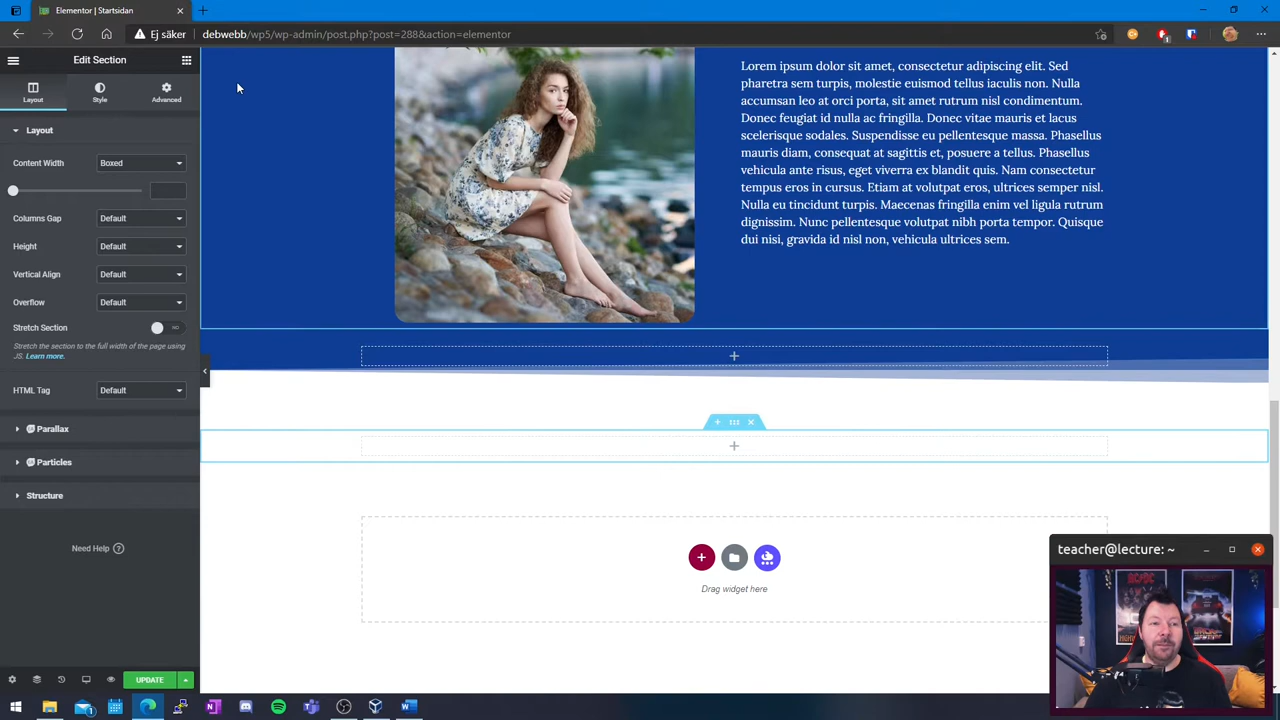 Elementor | Startsidan
Ej säker
debwebb/wp5/wp-admin/post.php?post=288&action=elementor
Edit Section
Layout
Style
Advanced
Layout
Content Width
Boxed
Columns Gap
Default
Height
Default
Vertical Align
Default
Overflow
Default
Stretch Section
NO
Stretch the section to the full width of the page using
JS. Learn more.
HTML Tag
Default
Parallax
Particles
Structure
Need Help
UPDATE
Lorem ipsum dolor sit amet, consectetur adipiscing elit. Sed
pharetra sem turpis, molestie euismod tellus iaculis non. Nulla
accumsan leo at orci porta, sit amet rutrum nisl condimentum.
Donec feugiat id nulla ac fringilla. Donec vitae mauris et lacus
scelerisque sodales. Suspendisse eu pellentesque massa. Phasellus
mauris diam, consequat at sagittis et, posuere a tellus. Phasellus
vehicula ante risus, eget viverra ex blandit quis. Nam consectetur
tempus eros in cursus. Etiam at volutpat eros, ultrices semper nisl.
Nulla eu tincidunt turpis. Maecenas fringilla enim vel ligula rutrum
dignissim. Nunc pellentesque volutpat nibh porta tempor. Quisque
dui nisi, gravida id nisl non, vehicula ultrices sem.
Drag widget here
teacher@lecture: ~
AC/DC